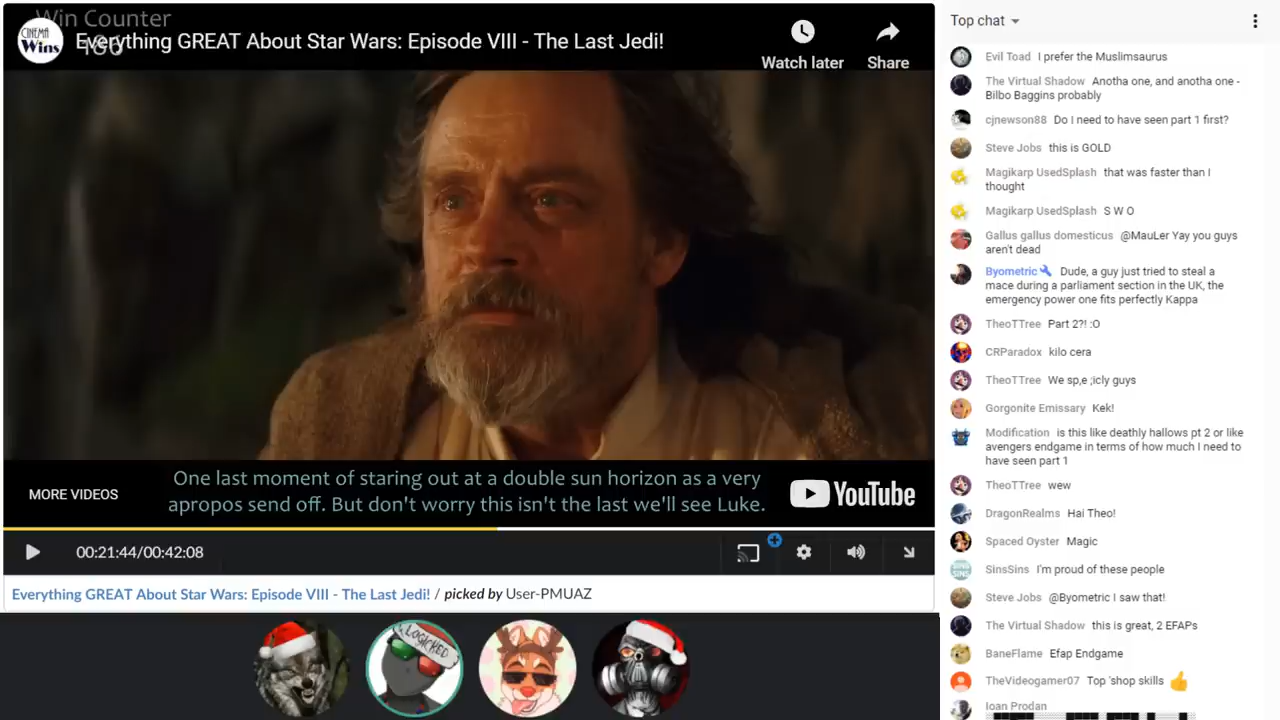 Win Counter
CINEMA
Wins
Everything GREAT About Star Wars: Episode VIII - The Last Jedi!
Watch later
Share
One last moment of staring out at a double sun horizon as a very
apropos send off. But don't worry this isn't the last we'll see Luke.
MORE VIDEOS
YouTube
00:21:44/00:42:08
Everything GREAT About Star Wars: Episode VIII - The Last Jedi! / picked by User-PMUAZ
LOGICKED
Top chat
Evil Toad I prefer the Muslimsaurus
The Virtual Shadow Anotha one, and anotha one -
Bilbo Baggins probably
cjnewson88 Do I need to have seen part 1 first?
Steve Jobs this is GOLD
Magikarp UsedSplash that was faster than I
thought
Magikarp UsedSplash S W O
Gallus gallus domesticus @MauLer Yay you guys
aren't dead
Byometric Dude, a guy just tried to steal a
mace during a parliament section in the UK, the
emergency power one fits perfectly Kappa
TheoTTree Part 2?! :O
CRParadox kilo cera
TheoTTree We sp,e ;icly guys
Gorgonite Emissary Kek!
Modification is this like deathly hallows pt 2 or like
avengers endgame in terms of how much I need to
have seen part 1
TheoTTree wew
DragonRealms Hai Theo!
Spaced Oyster Magic
SinsSins I'm proud of these people
Steve Jobs @Byometric I saw that!
The Virtual Shadow this is great, 2 EFAPs
BaneFlame Efap Endgame
TheVideogamer07 Top 'shop skills 👍
Ioan Prodan